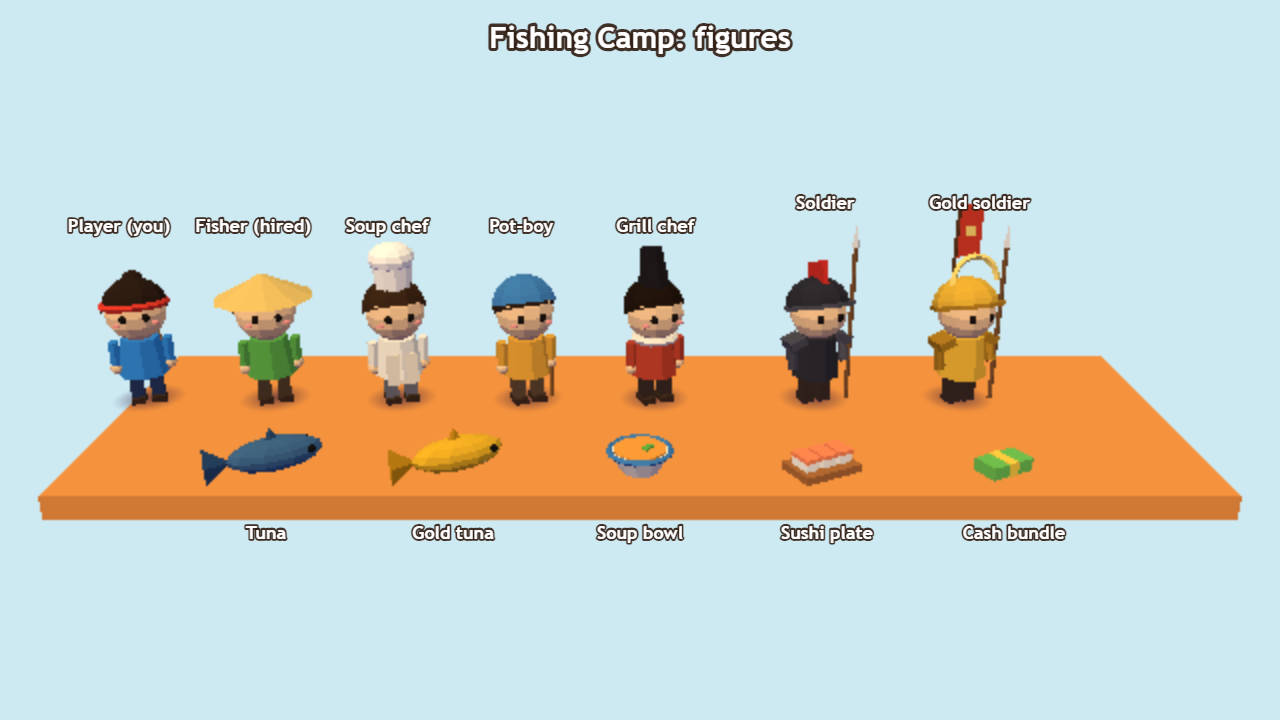 Fishing Camp: figures
Player (you)
Fisher (hired)
Soup chef
Pot-boy
Grill chef
Soldier
Gold soldier
Tuna
Gold tuna
Soup bowl
Sushi plate
Cash bundle